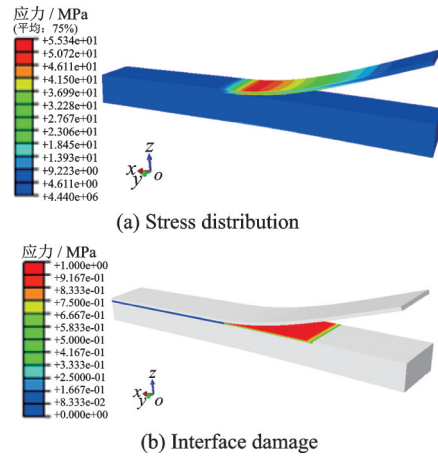 应力 / MPa
(平均：75%)
+5.534e+01
+5.072e+01
+4.611e+01
+4.150e+01
+3.699e+01
+3.228e+01
+2.767e+01
+2.306e+01
+1.845e+01
+1.393e+01
+9.223e+00
+4.611e+00
+4.440e+06
z
x
y o
(a) Stress distribution
应力 / MPa
+1.000e+00
+9.167e-01
+8.333e-01
+7.500e-01
+6.667e-01
+5.833e-01
+5.000e-01
+4.167e-01
+3.333e-01
+2.5000e-01
+1.667e-01
+8.333e-02
+0.000e+00
z
x
y o
(b) Interface damage